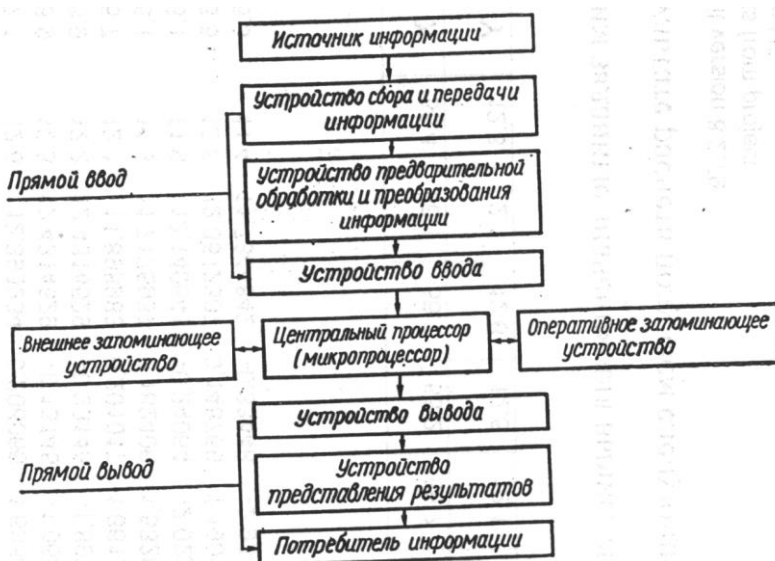 Источник информации
Устройство сбора и передачи
информации
Прямой ввод
Устройство предварительной
обработки и преобразования
информации
Устройство ввода
Внешнее запоминающее
устройство
Центральный процессор
(микропроцессор)
Оперативное запоминающее
устройство
Устройство вывода
Прямой вывод
Устройство
представления результатов
Потребитель информации